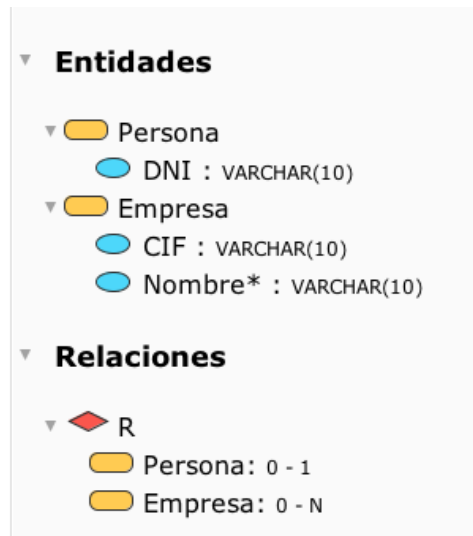 Entidades
Persona
DNI : VARCHAR(10)
Empresa
CIF : VARCHAR(10)
Nombre* : VARCHAR(10)
Relaciones
R
Persona: 0 - 1
Empresa: 0 - N